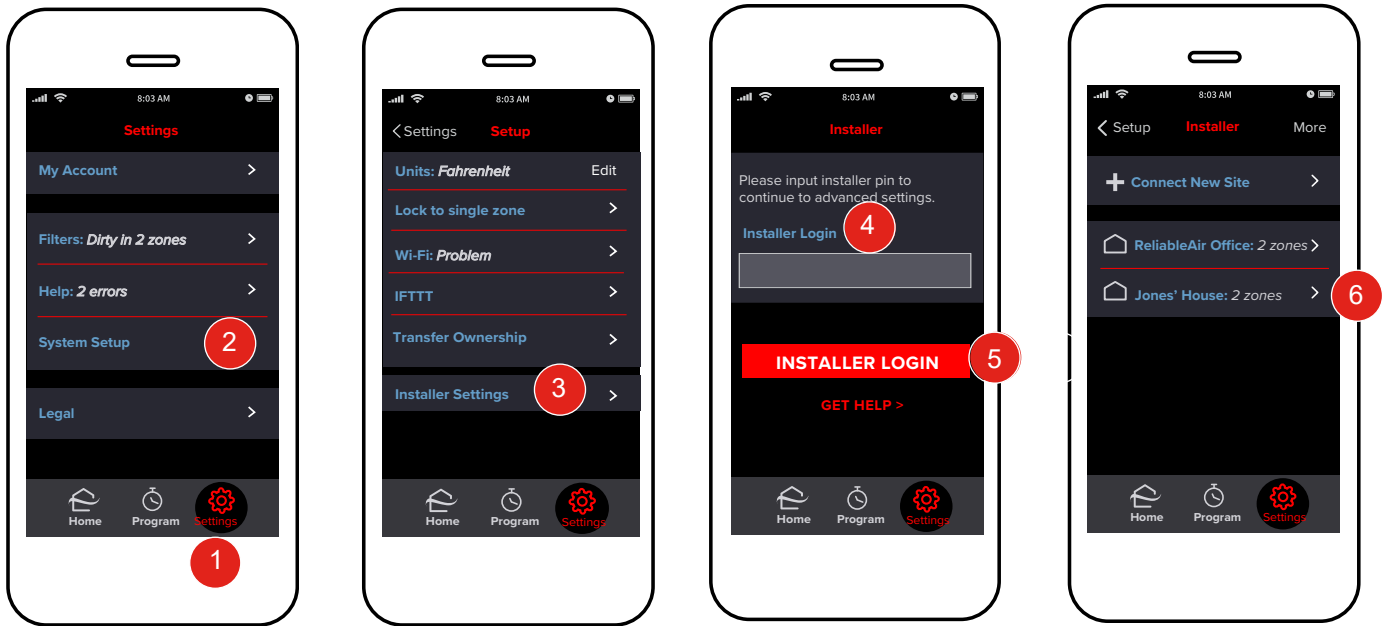 8:03 AM
Settings
My Account
Filters: Dirty in 2 zones
Help: 2 errors
System Setup
2
Legal
Home Program Settings
1
8:03 AM
Settings Setup
Units: Fahrenhelt Edit
Lock to single zone
Wi-Fi: Problem
IFTTT
Transfer Ownership
Installer Settings
3
Home Program Settings
8:03 AM
Installer
Please input installer pin to
continue to advanced settings.
Installer Login
4
INSTALLER LOGIN
5
GET HELP >
Home Program Settings
8:03 AM
Setup Installer More
Connect New Site
ReliableAir Office: 2 zones
Jones’ House: 2 zones
6
Home Program Settings